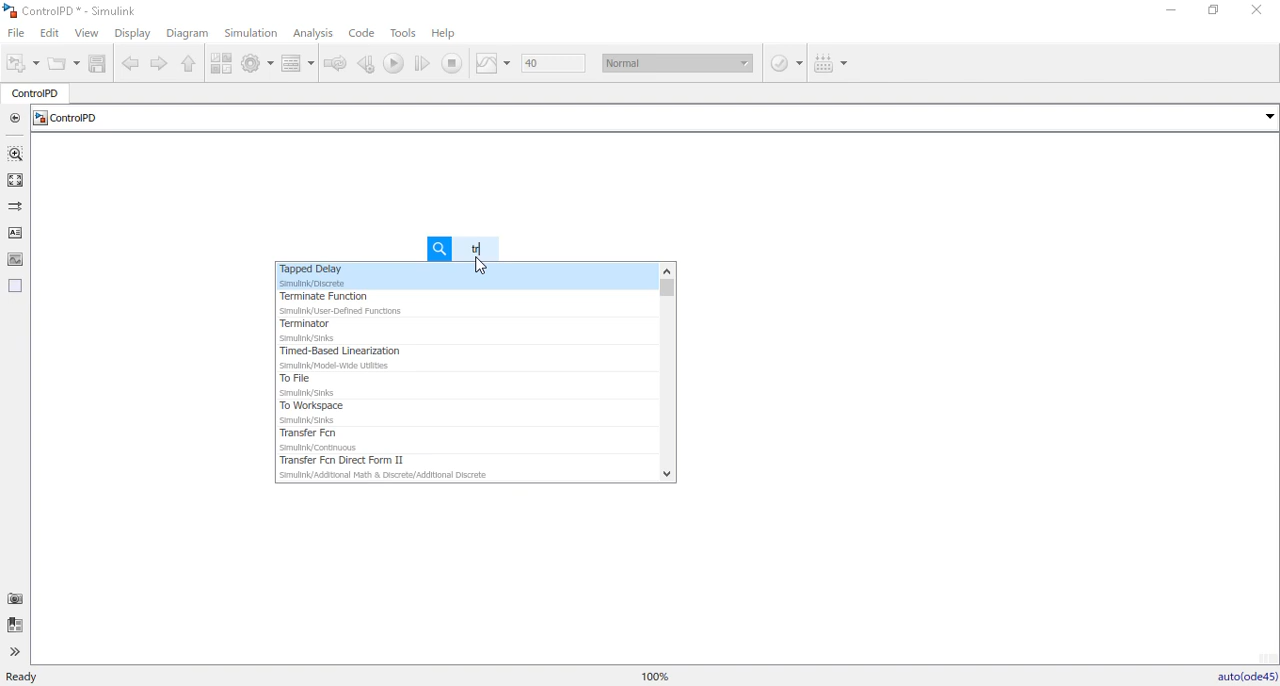 ControlPD * - Simulink
File Edit View Display Diagram Simulation Analysis Code Tools Help
40 Normal
ControlPD
ControlPD
tr
Tapped Delay
Simulink/Discrete
Terminate Function
Simulink/User-Defined Functions
Terminator
Simulink/Sinks
Timed-Based Linearization
Simulink/Model-Wide Utilities
To File
Simulink/Sinks
To Workspace
Simulink/Sinks
Transfer Fcn
Simulink/Continuous
Transfer Fcn Direct Form II
Simulink/Additional Math & Discrete/Additional Discrete
Ready 100% auto(ode45)